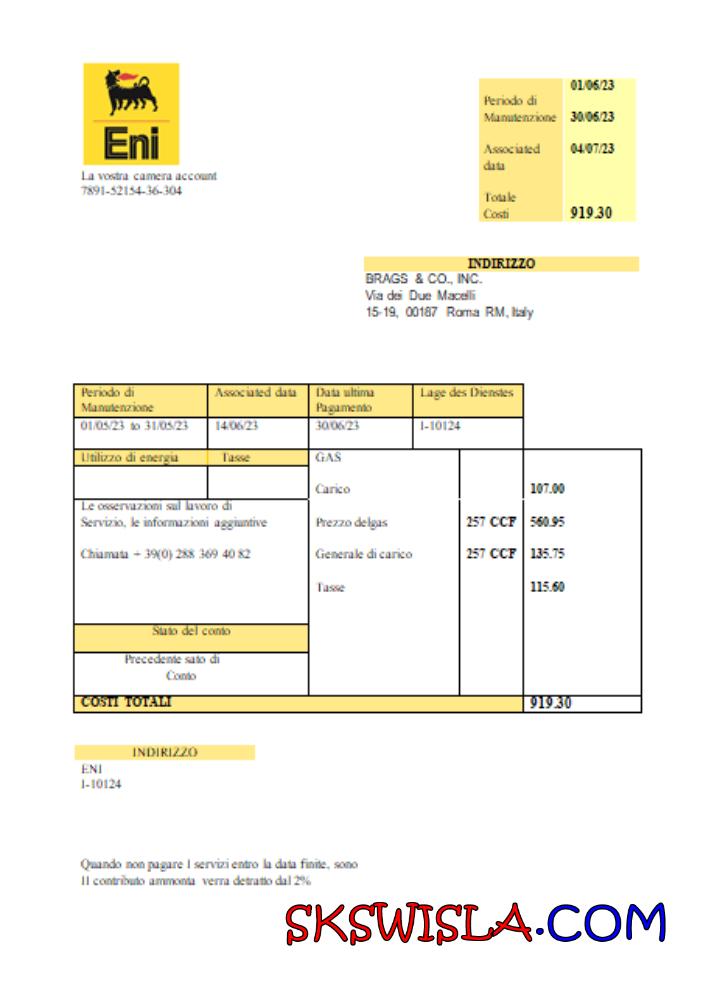 Eni
La vostra camera account
7891-52154-36-304
01/06/23
Periodo di
Manutenzione 30/06/23
Associated 04/07/23
data
Totale
Costi 919.30
INDIRIZZO
BRAGS & CO., INC.
Via dei Due Macelli
15-19, 00187 Roma RM, Italy
Periodo di Associated data Data ultima Lage des Dienstes
Manutenzione Pagamento
01/05/23 to 31/05/23 14/06/23 30/06/23 I-10124
Utilizzo di energia Tasse GAS
Carico 107.00
Le osservazioni sul lavoro di
Servizio, le informazioni aggiuntive Prezzo delgas 257 CCF 560.95
Chiamata + 39(0) 288 369 40 82 Generale di carico 257 CCF 135.75
Tasse 115.60
Stato del conto
Precedente sato di
Conto
COSTI TOTALI 919.30
INDIRIZZO
ENI
I-10124
Quando non pagare I servizi entro la data finite, sono
Il contributo ammonta verra detratto dal 2%
SKSWISLA.COM